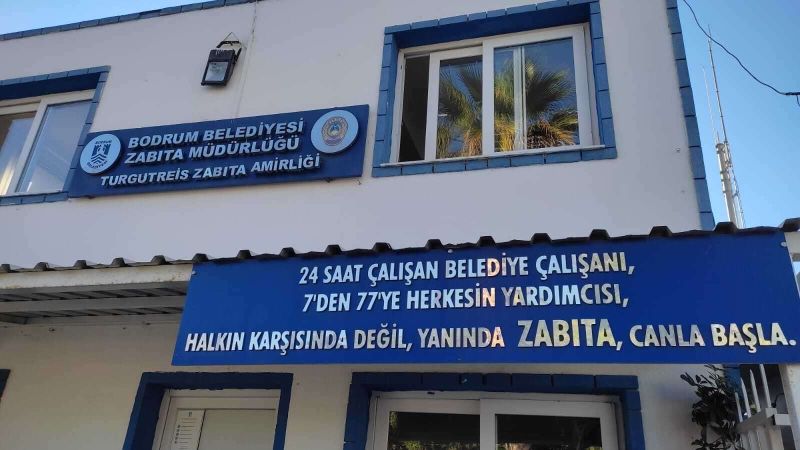 BODRUM BELEDİYESİ
ZABITA MÜDÜRLÜĞÜ
TURGUTREİS ZABITA AMİRLİĞİ
24 SAAT ÇALIŞAN BELEDİYE ÇALIŞANI,
7'DEN 77'YE HERKESİN YARDIMCISI,
HALKIN KARŞISINDA DEĞİL, YANINDA ZABITA, CANLA BAŞLA.